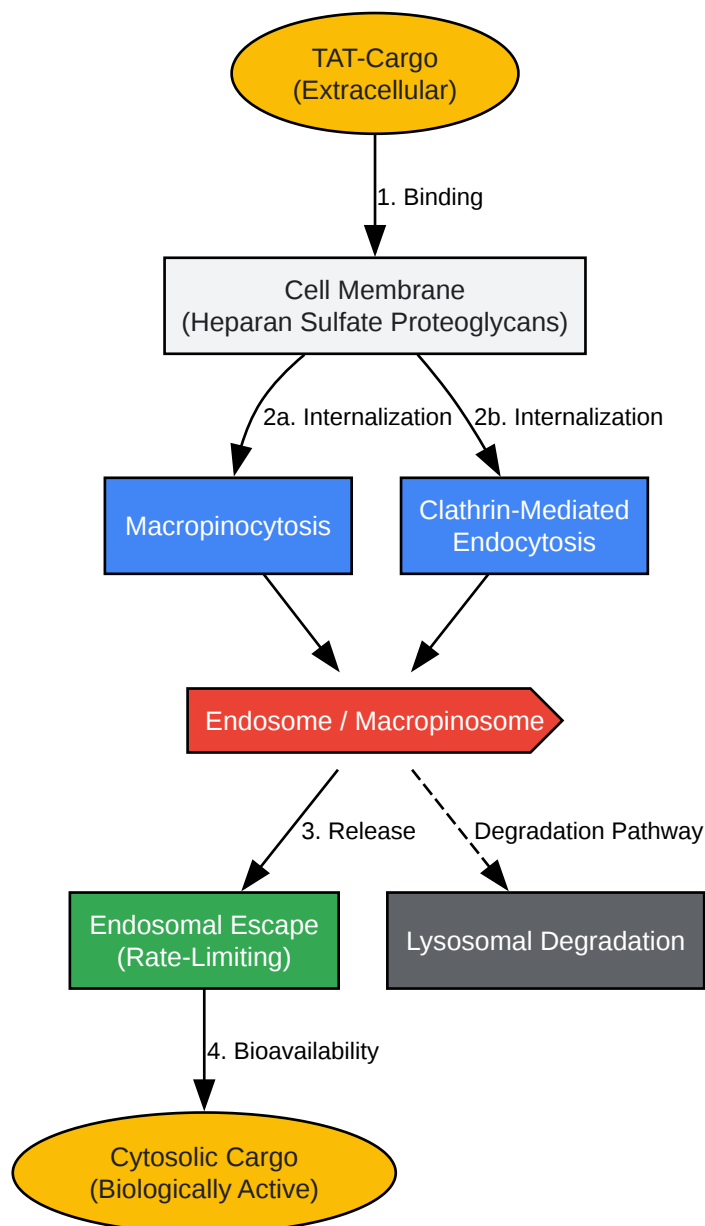 TAT-Cargo
(Extracellular)
1. Binding
Cell Membrane
(Heparan Sulfate Proteoglycans)
2a. Internalization
2b. Internalization
Macropinocytosis
Clathrin-Mediated
Endocytosis
Endosome / Macropinosome
3. Release
Degradation Pathway
Endosomal Escape
(Rate-Limiting)
Lysosomal Degradation
4. Bioavailability
Cytosolic Cargo
(Biologically Active)